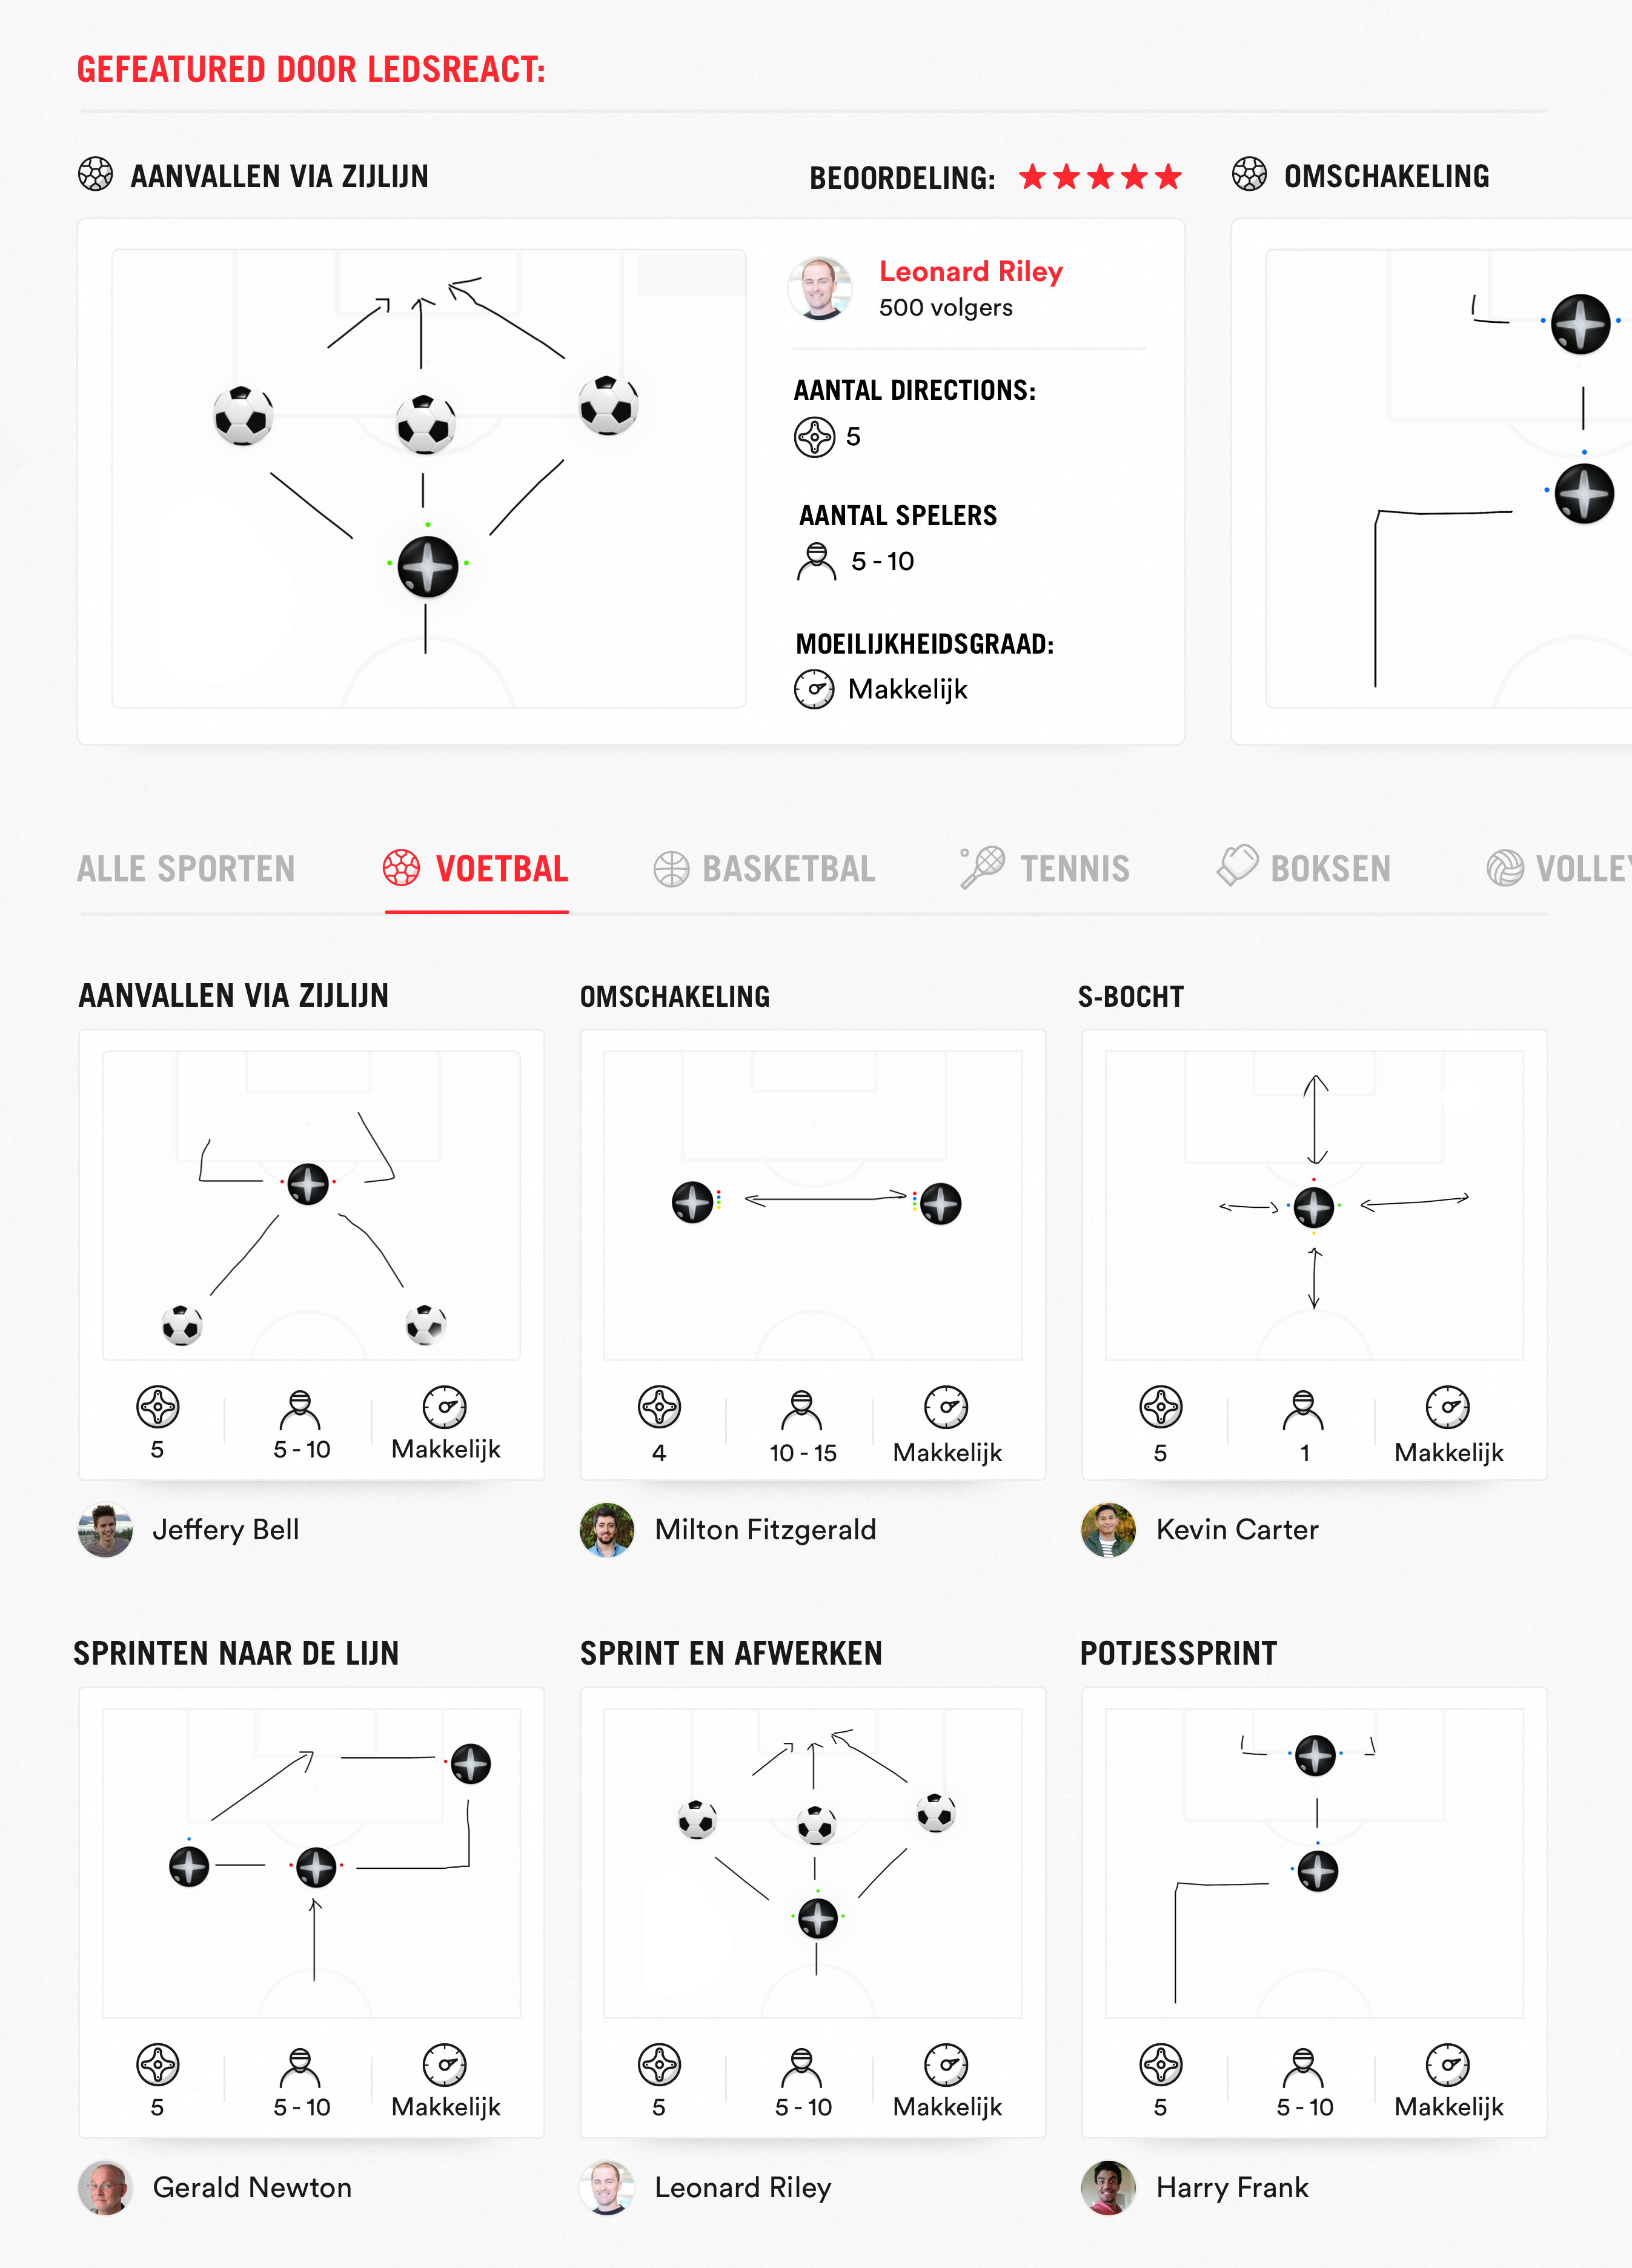 GEFEATURED DOOR LEDSREACT:
AANVALLEN VIA ZIJLIJN
BEOORDELING:
OMSCHAKELING
Leonard Riley
500 volgers
AANTAL DIRECTIONS:
5
AANTAL SPELERS
5 - 10
MOEILIJKHEIDSGRAAD:
Makkelijk
ALLE SPORTEN VOETBAL BASKETBAL TENNIS BOKSEN VOLLEY
AANVALLEN VIA ZIJLIJN
OMSCHAKELING
S-BOCHT
5 5 - 10 Makkelijk
4 10 - 15 Makkelijk
5 1 Makkelijk
Jeffery Bell
Milton Fitzgerald
Kevin Carter
SPRINTEN NAAR DE LIJN
SPRINT EN AFWERKEN
POTJESSPRINT
5 5 - 10 Makkelijk
5 5 - 10 Makkelijk
5 5 - 10 Makkelijk
Gerald Newton
Leonard Riley
Harry Frank